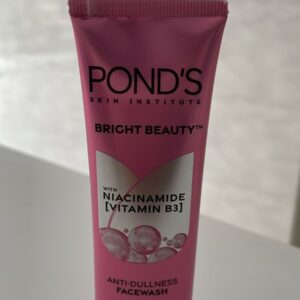 POND'S
SKIN INSTITUTE
BRIGHT BEAUTY™
WITH
NIACINAMIDE
[VITAMIN B3]
ANTI-DULLNESS
FACEWASH